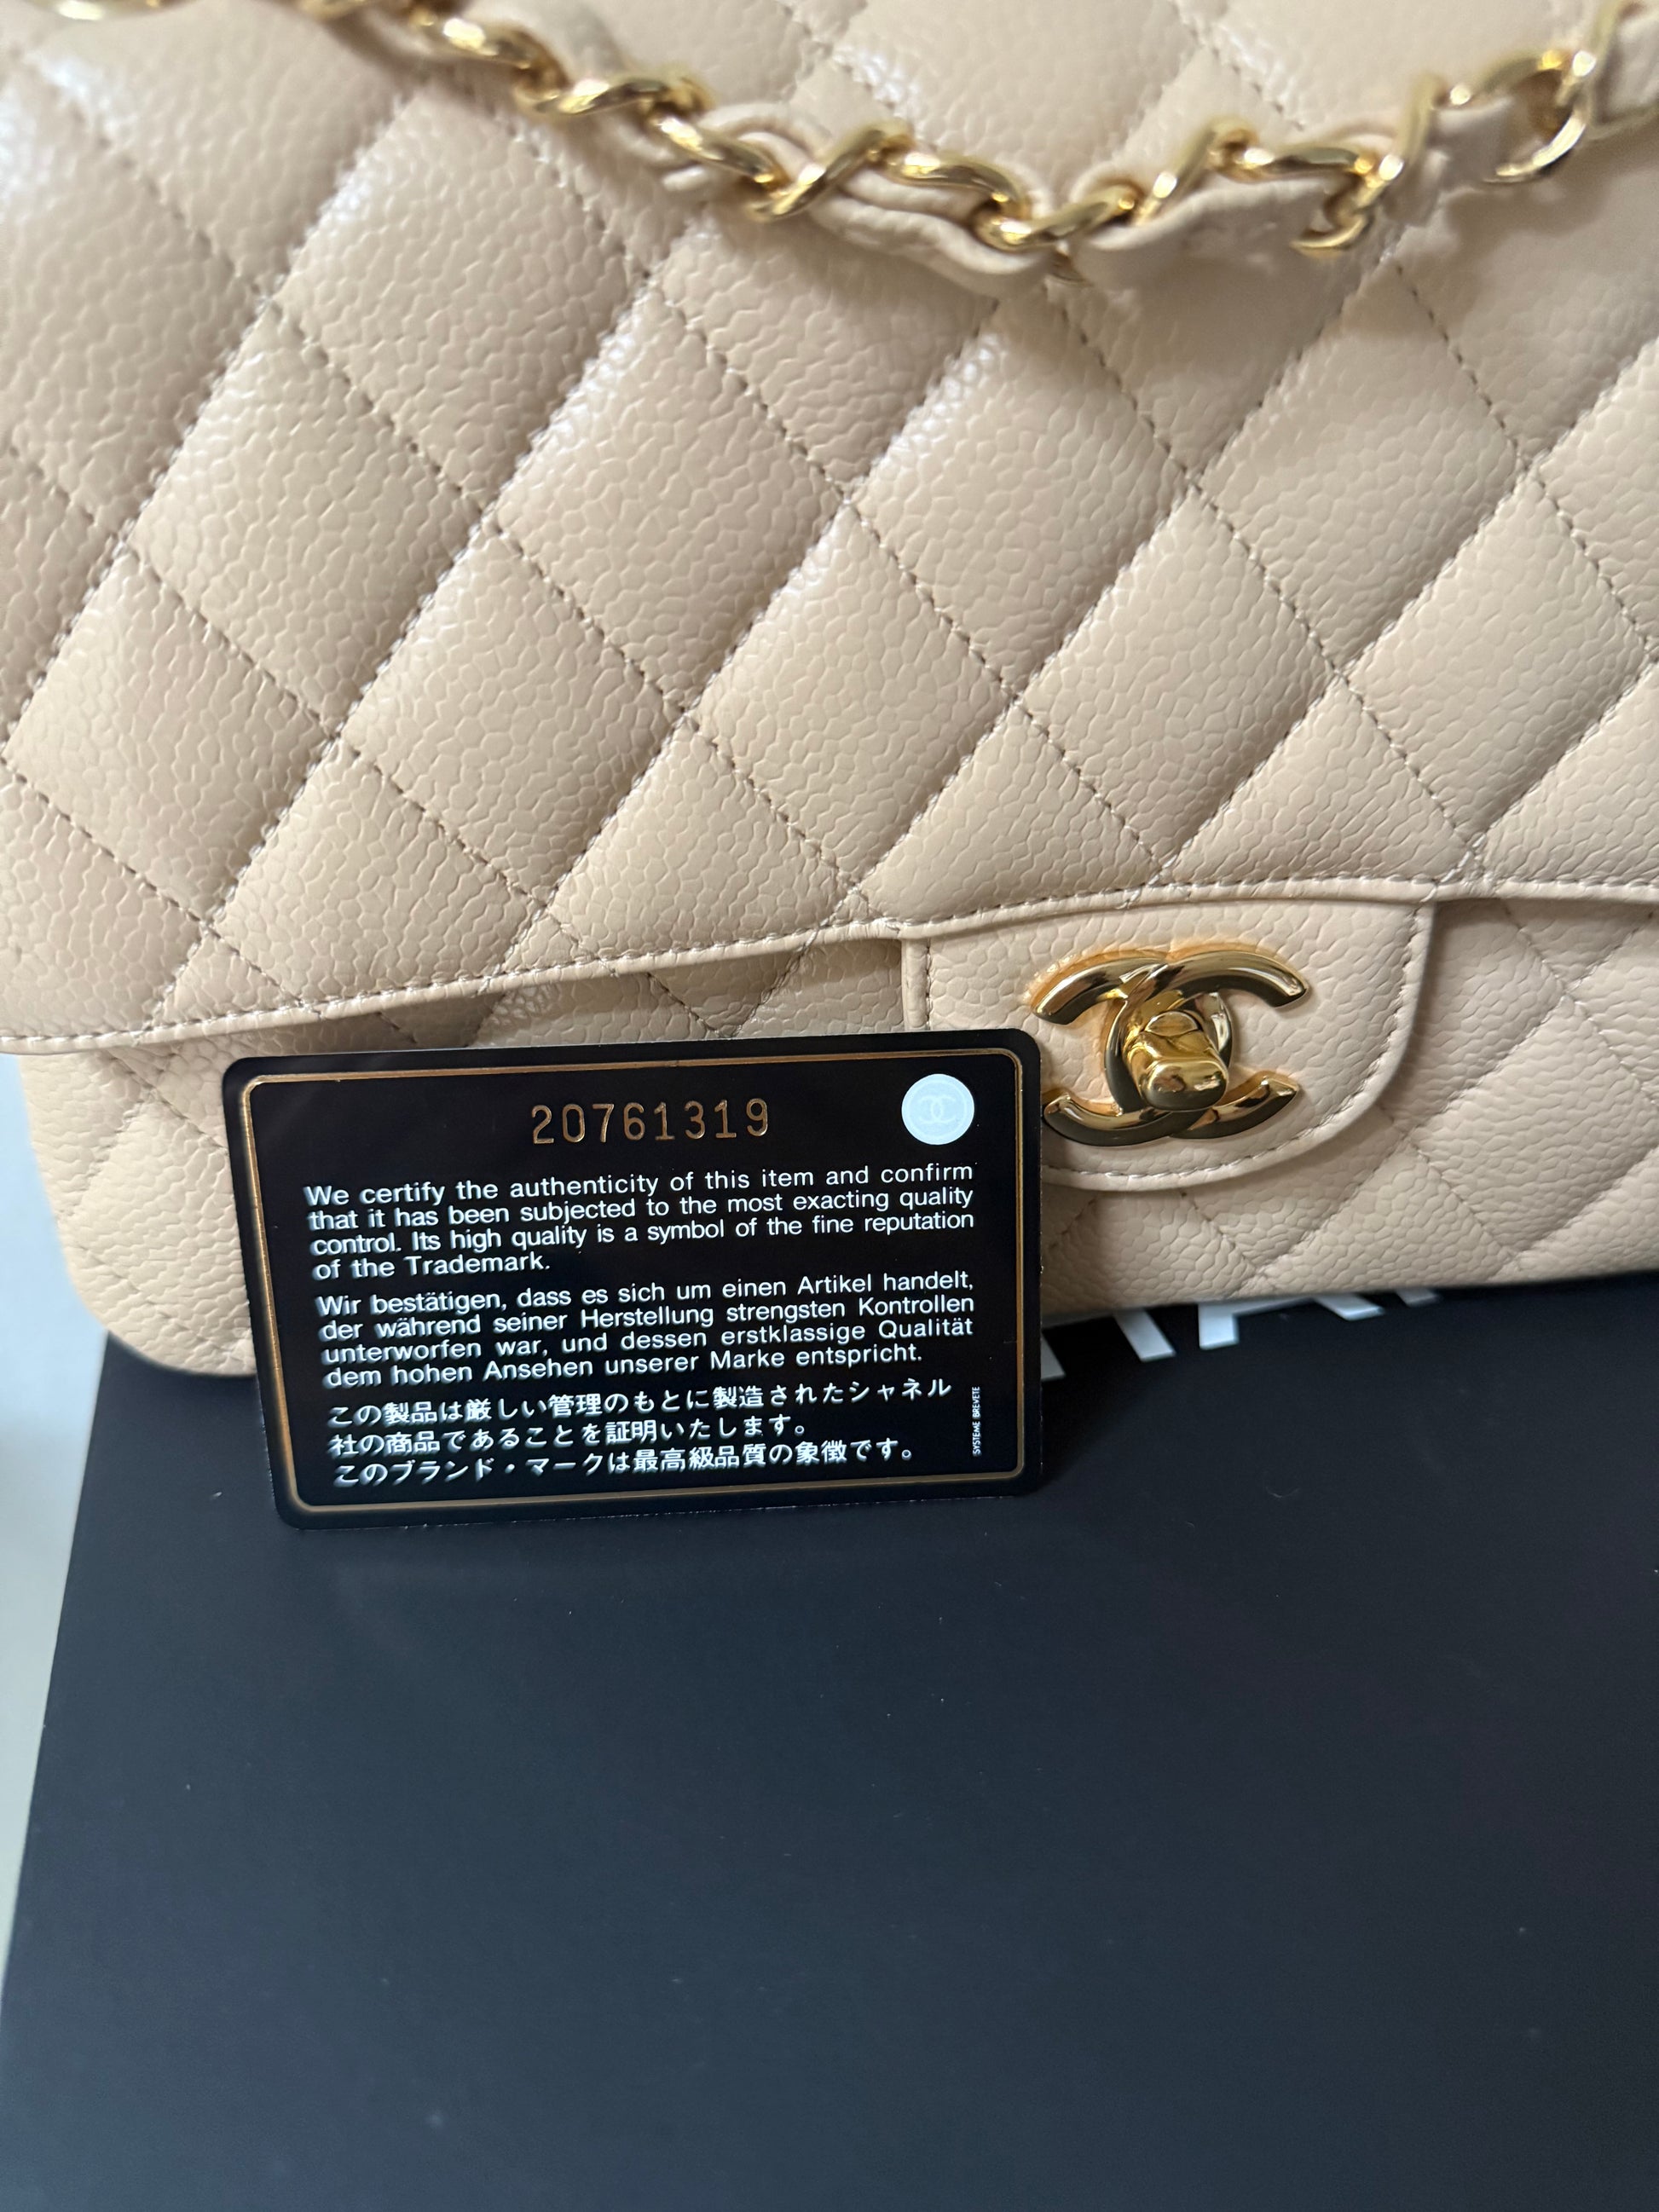 20761319
We certify the authenticity of this item and confirm
that it has been subjected to the most exacting quality
control. Its high quality is a symbol of the fine reputation
of the Trademark.
Wir bestätigen, dass es sich um einen Artikel handelt,
der während seiner Herstellung strengsten Kontrollen
unterworfen war, und dessen erstklassige Qualität
dem hohen Ansehen unserer Marke entspricht.
この製品は厳しい管理のもとに製造されたシャネル
社の商品であることを証明いたします。
このブランド・マークは最高級品質の象徴です。
SYSTEME BREVETE